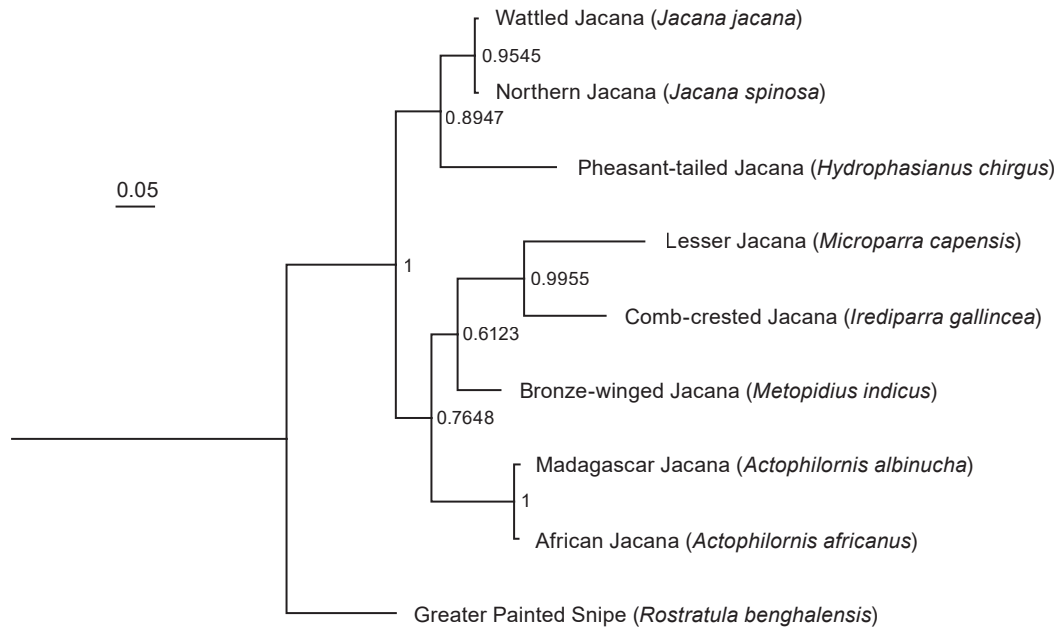 Wattled Jacana (Jacana jacana)
0.9545
Northern Jacana (Jacana spinosa)
0.8947
Pheasant-tailed Jacana (Hydrophasianus chirgus)
0.05
Lesser Jacana (Microparra capensis)
1
0.9955
Comb-crested Jacana (Irediparra gallincea)
0.6123
Bronze-winged Jacana (Metopidius indicus)
0.7648
Madagascar Jacana (Actophilornis albinucha)
1
African Jacana (Actophilornis africanus)
Greater Painted Snipe (Rostratula benghalensis)